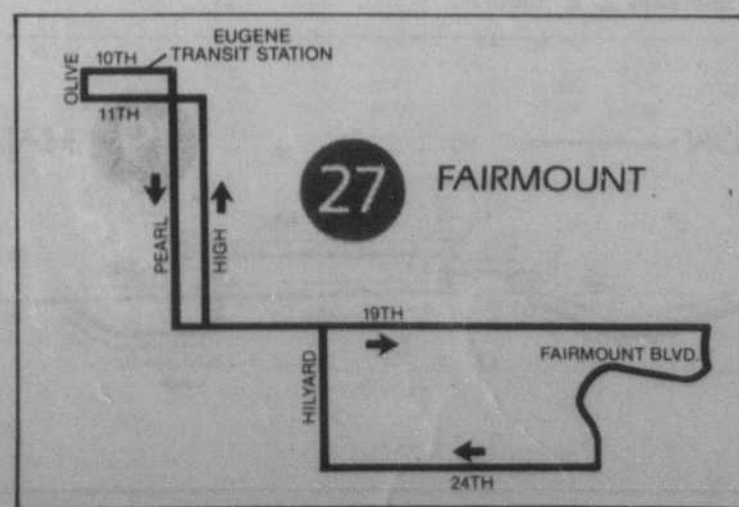 EUGENE
TRANSIT STATION
10TH
OLIVE
11TH
27
FAIRMOUNT
PEARL
HIGH
19TH
FAIRMOUNT BLVD.
HILYARD
24TH